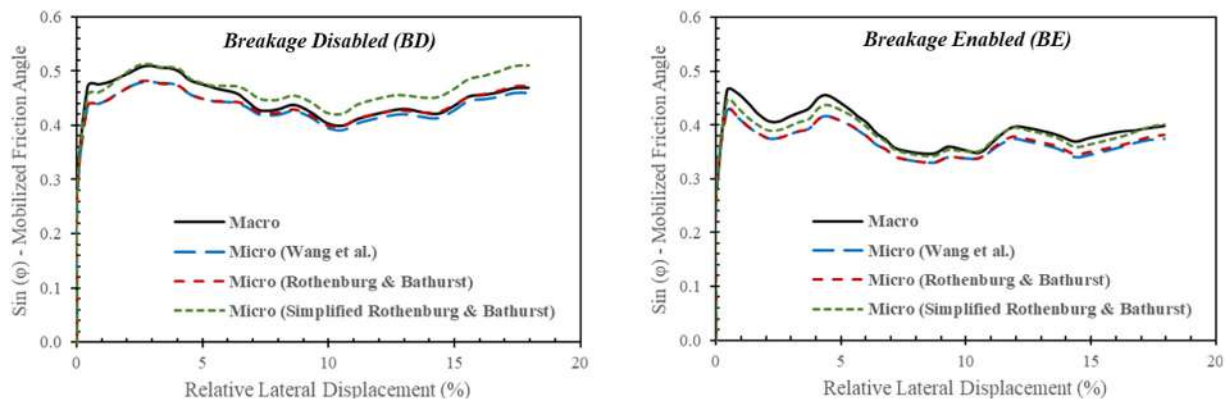 Breakage Disabled (BD)
Sin (φ) - Mobilized Friction Angle
0.6
0.5
0.4
0.3
0.2
0.1
0.0
Macro
Micro (Wang et al.)
Micro (Rothenburg & Bathurst)
Micro (Simplified Rothenburg & Bathurst)
0 5 10 15 20
Relative Lateral Displacement (%)
Breakage Enabled (BE)
Sin (φ) - Mobilized Friction Angle
0.6
0.5
0.4
0.3
0.2
0.1
0.0
Macro
Micro (Wang et al.)
Micro (Rothenburg & Bathurst)
Micro (Simplified Rothenburg & Bathurst)
0 5 10 15 20
Relative Lateral Displacement (%)